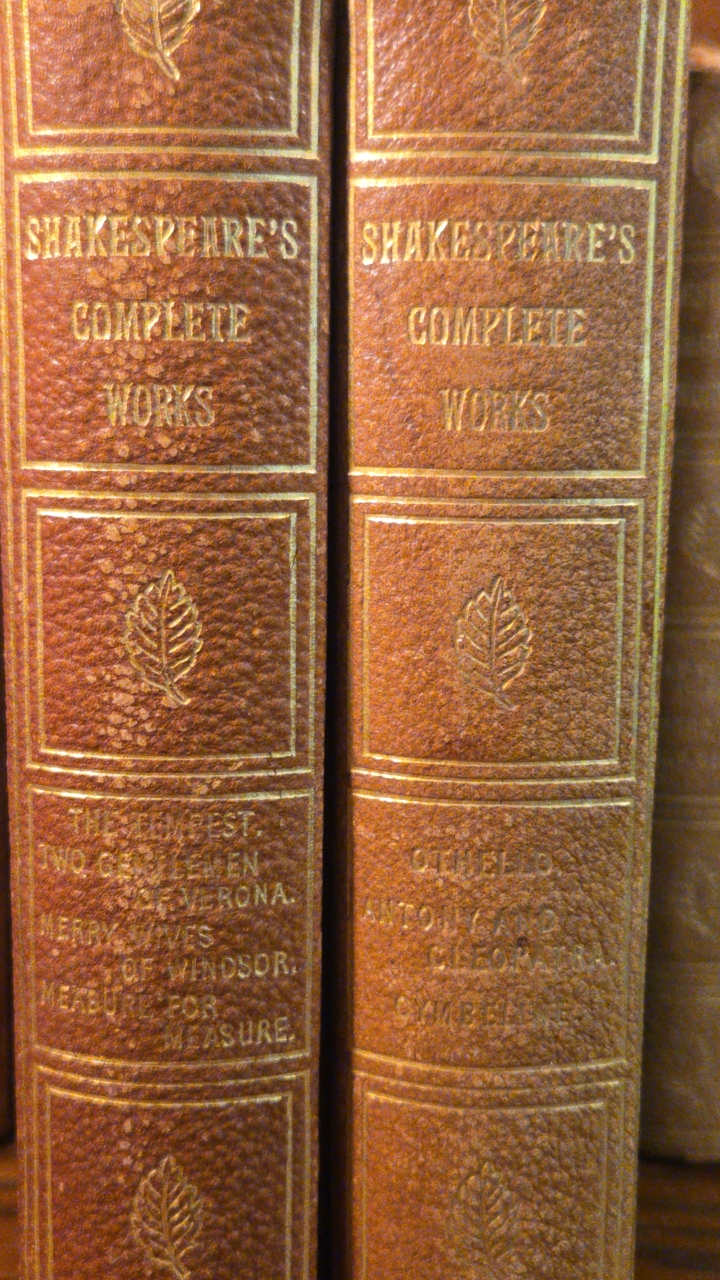 SHAKESPEARE'S
COMPLETE
WORKS
THE TEMPEST.
TWO GENTLEMEN
OF VERONA.
MERRY WIVES
OF WINDSOR.
MEASURE FOR
MEASURE.
SHAKESPEARE'S
COMPLETE
WORKS
OTHELLO.
ANTONY AND
CLEOPATRA.
CYMBELINE.